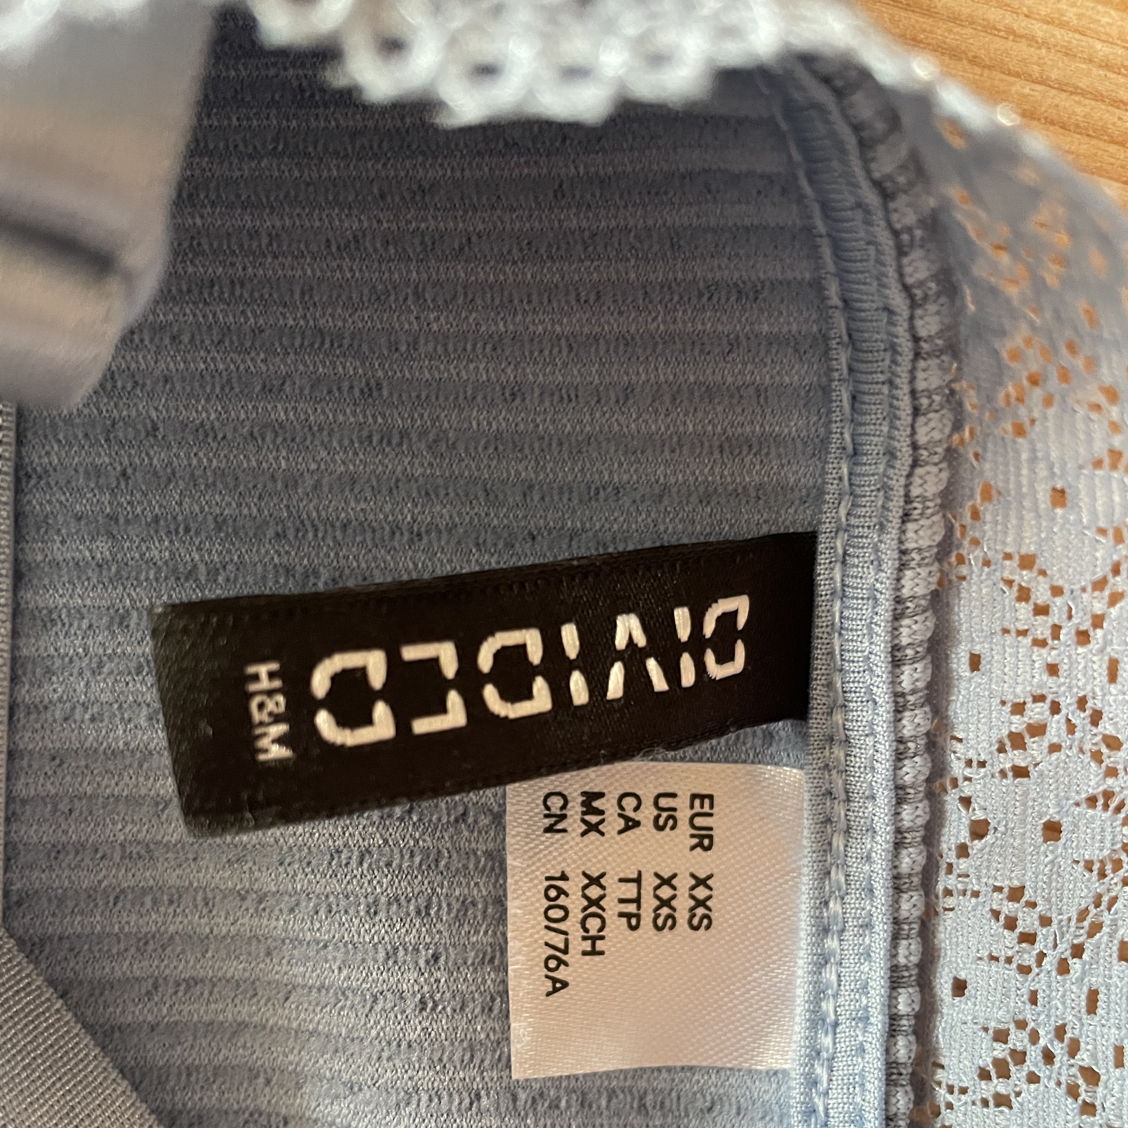 DIVIDED
H&M
EUR XXS
US XXS
CA TTP
MX XXCH
CN 160/76A